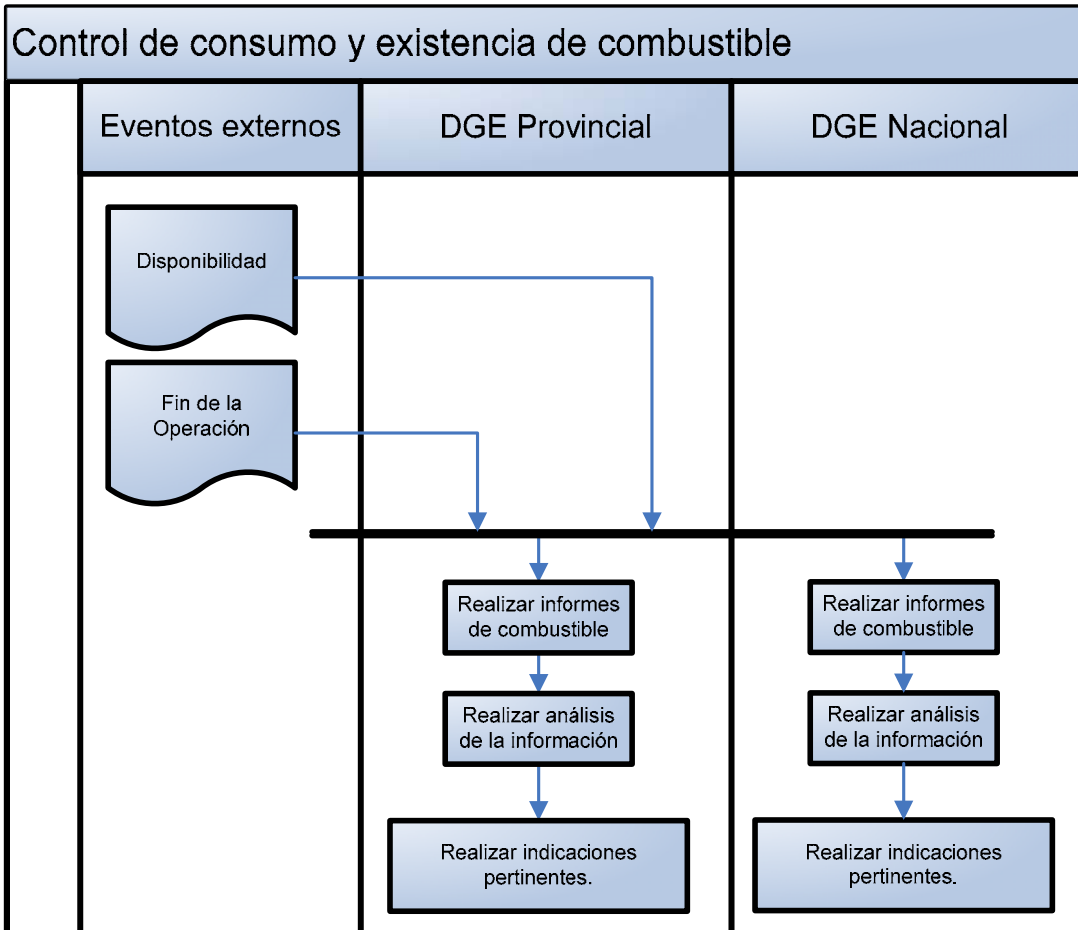 Control de consumo y existencia de combustible
Eventos externos
DGE Provincial
DGE Nacional
Disponibilidad
Fin de la
Operación
Realizar informes
de combustible
Realizar informes
de combustible
Realizar análisis
de la información
Realizar análisis
de la información
Realizar indicaciones
pertinentes.
Realizar indicaciones
pertinentes.